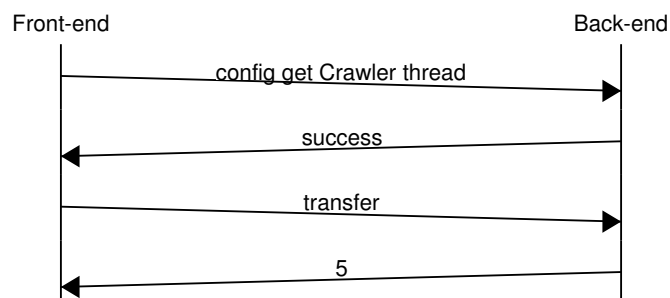 Front-end
Back-end
config get Crawler thread
success
transfer
5